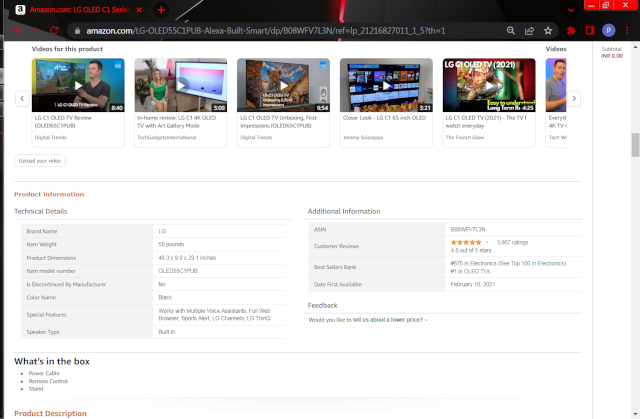 Amazon.com: LG OLED C1 Series
amazon.com/LG-OLED55C1PUB-Alexa-Built-Smart/dp/B08WFV7L3N/ref=lp_21216827011_1_5?th=1
P
Subtotal
INR 0.00
Videos for this product
Videos
LG C1 OLED TV Review
8:40
5:09
LG C1 OLED TV
Unboxing &
First Impressions
9:54
3:21
LG C1 OLED TV (2021)
Easy to understand
Long Term R:
4:25
LG C1 OLED TV Review (OLED55C1PUB)
Digital Trends
In-home review: LG C1 4K OLED TV with Art Gallery Mode
TechGadgetsInternational
LG C1 OLED TV Unboxing, First Impressions (OLED65C1PUB)
Digital Trends
Closer Look - LG C1 65 inch OLED
Jeremy Sciarappa
LG C1 OLED TV (2021) - The TV I watch everyday
The French Glow
Everyth
4K TV C
Tech Wi
Upload your video
Product information
Technical Details
Brand Name LG
Item Weight 50 pounds
Product Dimensions 48.3 x 9.9 x 29.1 inches
Item model number OLED55C1PUB
Is Discontinued By Manufacturer No
Color Name Black
Special Features Works with Multiple Voice Assistants, Full Web
Browser, Sports Alert, LG Channels, LG ThinQ
Speaker Type Built-in
Additional Information
ASIN B08WFV7L3N
Customer Reviews 3,867 ratings
4.8 out of 5 stars
Best Sellers Rank #575 in Electronics (See Top 100 in Electronics)
#1 in OLED TVs
Date First Available February 10, 2021
Feedback
Would you like to tell us about a lower price?
What's in the box
Power Cable
Remote Control
Stand
Product Description